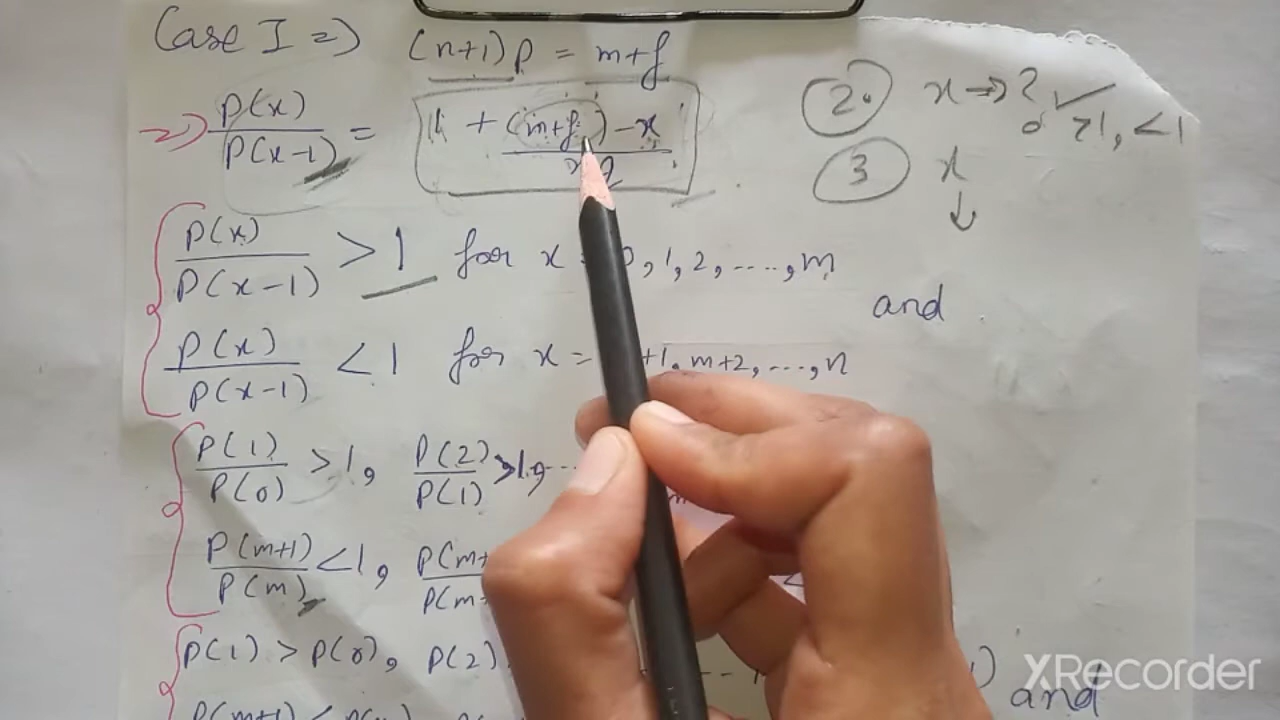 Case I => (n+1)p = m+f
=> P(x)/P(x-1) = 1 + (m+f)-x
2. x → ? >1, <1
3 x
↓
P(x)/P(x-1) > 1 for x 0, 1, 2, ...., m
and
P(x)/P(x-1) < 1 for x = +1, m+2, ..., n
P(1)/P(0) > 1, P(2)/P(1) > 1, ...
P(m+1)/P(m) < 1,
P(1) > P(0), P(2)
and
XRecorder